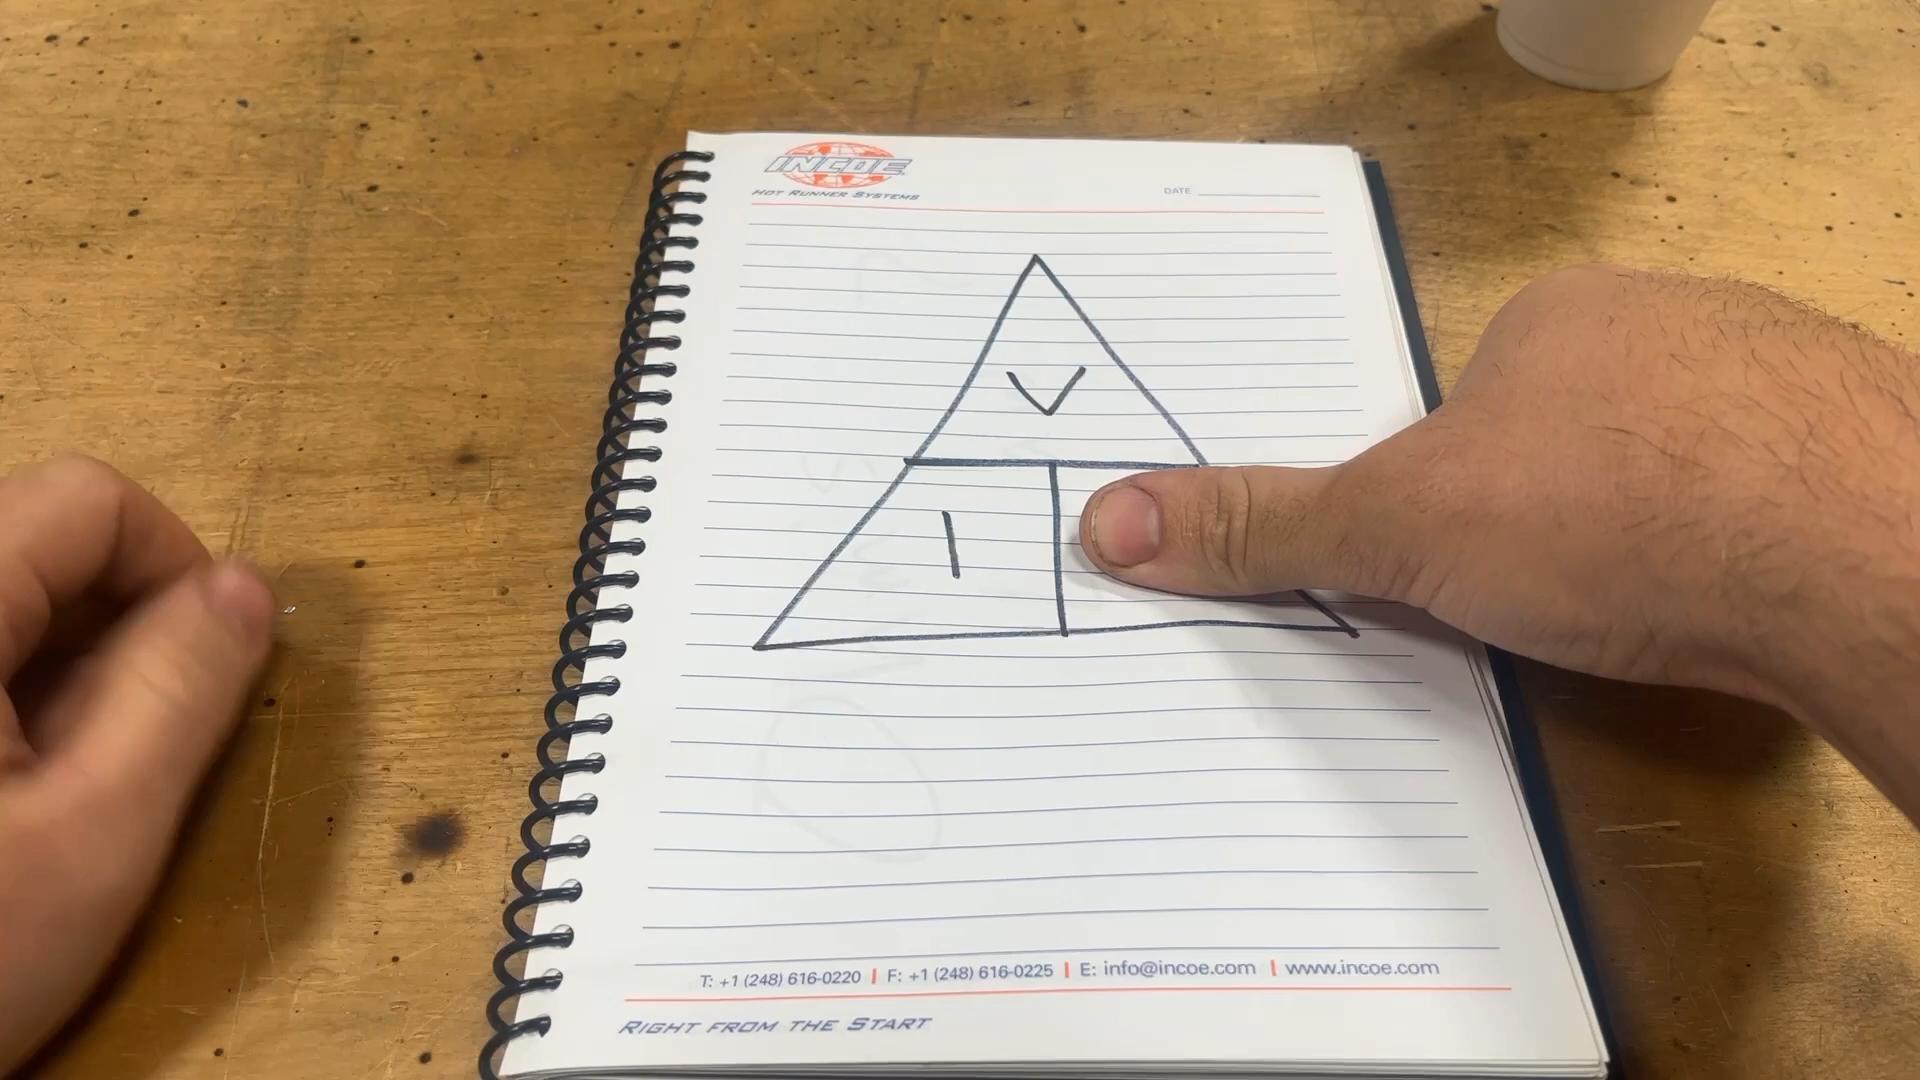 INCOE
HOT RUNNER SYSTEMS
DATE
V
I
T: +1 (248) 616-0220 | F: +1 (248) 616-0225 | E: info@incoe.com | www.incoe.com
RIGHT FROM THE START